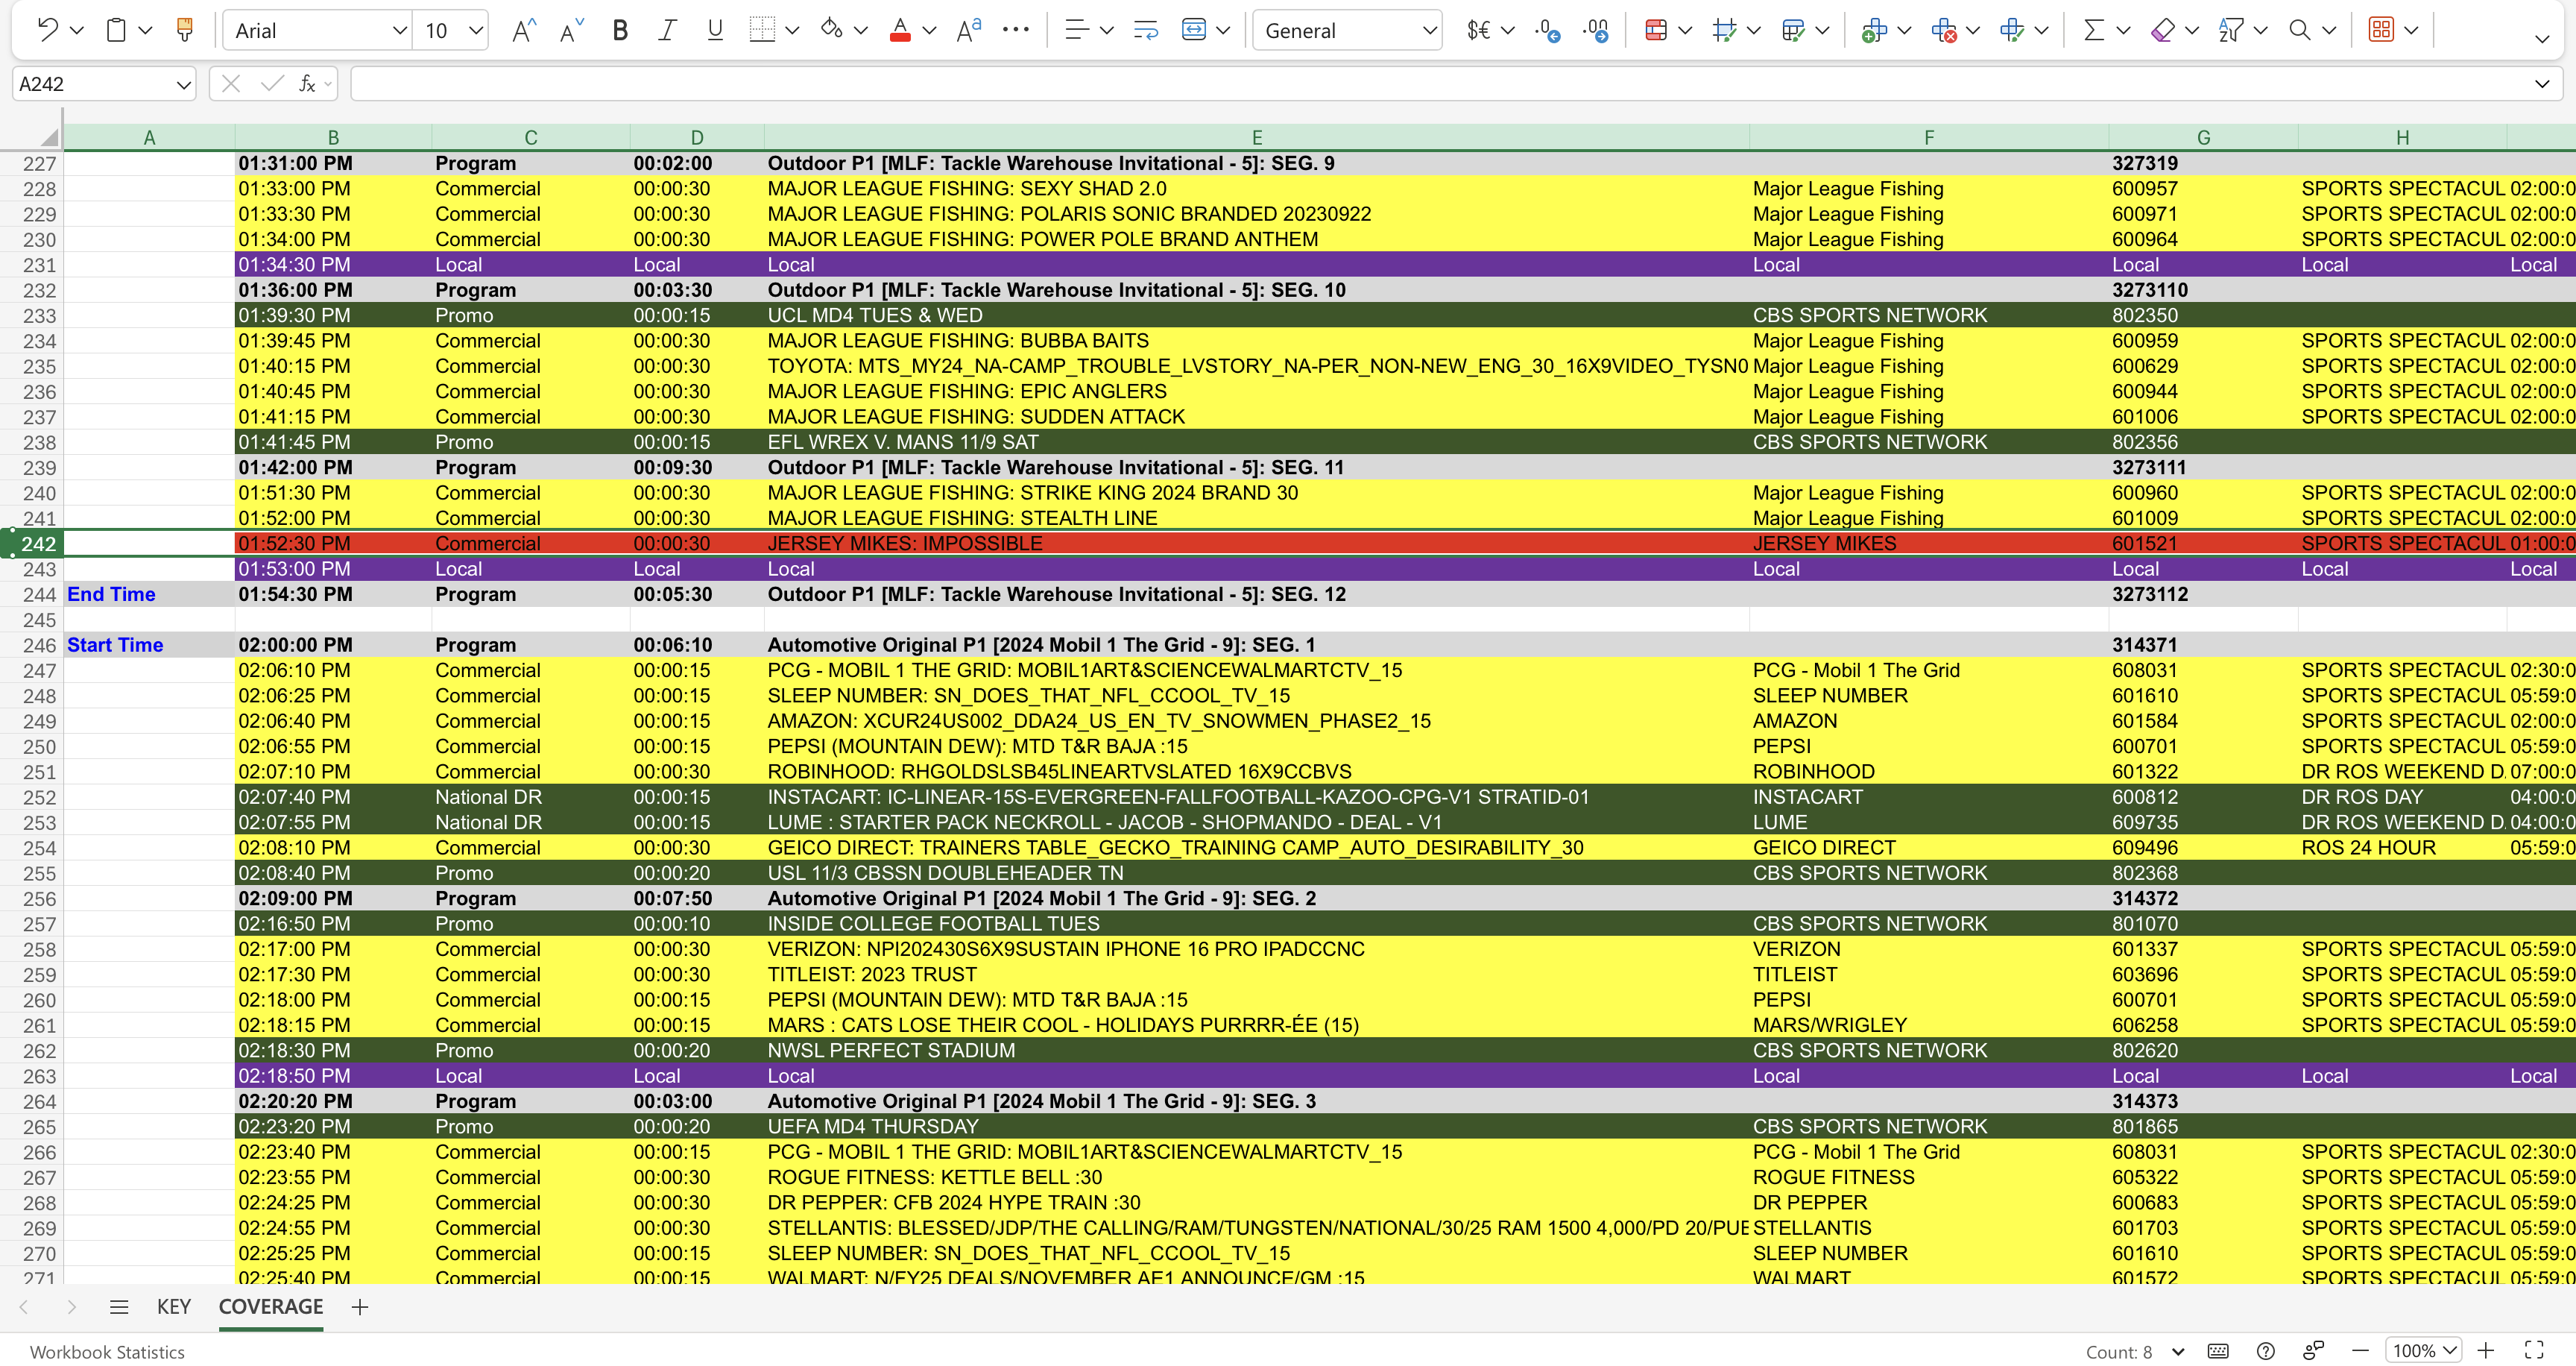 Arial 10 General
A242
A B C D E F G H
227 01:31:00 PM Program 00:02:00 Outdoor P1 [MLF: Tackle Warehouse Invitational - 5]: SEG. 9 327319
228 01:33:00 PM Commercial 00:00:30 MAJOR LEAGUE FISHING: SEXY SHAD 2.0 Major League Fishing 600957 SPORTS SPECTACUL 02:00:0
229 01:33:30 PM Commercial 00:00:30 MAJOR LEAGUE FISHING: POLARIS SONIC BRANDED 20230922 Major League Fishing 600971 SPORTS SPECTACUL 02:00:0
230 01:34:00 PM Commercial 00:00:30 MAJOR LEAGUE FISHING: POWER POLE BRAND ANTHEM Major League Fishing 600964 SPORTS SPECTACUL 02:00:0
231 01:34:30 PM Local Local Local Local Local Local Local
232 01:36:00 PM Program 00:03:30 Outdoor P1 [MLF: Tackle Warehouse Invitational - 5]: SEG. 10 3273110
233 01:39:30 PM Promo 00:00:15 UCL MD4 TUES & WED CBS SPORTS NETWORK 802350
234 01:39:45 PM Commercial 00:00:30 MAJOR LEAGUE FISHING: BUBBA BAITS Major League Fishing 600959 SPORTS SPECTACUL 02:00:0
235 01:40:15 PM Commercial 00:00:30 TOYOTA: MTS_MY24_NA-CAMP_TROUBLE_LVSTORY_NA-PER_NON-NEW_ENG_30_16X9VIDEO_TYSN0 Major League Fishing 600629 SPORTS SPECTACUL 02:00:0
236 01:40:45 PM Commercial 00:00:30 MAJOR LEAGUE FISHING: EPIC ANGLERS Major League Fishing 600944 SPORTS SPECTACUL 02:00:0
237 01:41:15 PM Commercial 00:00:30 MAJOR LEAGUE FISHING: SUDDEN ATTACK Major League Fishing 601006 SPORTS SPECTACUL 02:00:0
238 01:41:45 PM Promo 00:00:15 EFL WREX V. MANS 11/9 SAT CBS SPORTS NETWORK 802356
239 01:42:00 PM Program 00:09:30 Outdoor P1 [MLF: Tackle Warehouse Invitational - 5]: SEG. 11 3273111
240 01:51:30 PM Commercial 00:00:30 MAJOR LEAGUE FISHING: STRIKE KING 2024 BRAND 30 Major League Fishing 600960 SPORTS SPECTACUL 02:00:0
241 01:52:00 PM Commercial 00:00:30 MAJOR LEAGUE FISHING: STEALTH LINE Major League Fishing 601009 SPORTS SPECTACUL 02:00:0
242 01:52:30 PM Commercial 00:00:30 JERSEY MIKES: IMPOSSIBLE JERSEY MIKES 601521 SPORTS SPECTACUL 01:00:0
243 01:53:00 PM Local Local Local Local Local Local Local
244 End Time 01:54:30 PM Program 00:05:30 Outdoor P1 [MLF: Tackle Warehouse Invitational - 5]: SEG. 12 3273112
245
246 Start Time 02:00:00 PM Program 00:06:10 Automotive Original P1 [2024 Mobil 1 The Grid - 9]: SEG. 1 314371
247 02:06:10 PM Commercial 00:00:15 PCG - MOBIL 1 THE GRID: MOBIL1ART&SCIENCEWALMARTCTV_15 PCG - Mobil 1 The Grid 608031 SPORTS SPECTACUL 02:30:0
248 02:06:25 PM Commercial 00:00:15 SLEEP NUMBER: SN_DOES_THAT_NFL_CCOOL_TV_15 SLEEP NUMBER 601610 SPORTS SPECTACUL 05:59:0
249 02:06:40 PM Commercial 00:00:15 AMAZON: XCUR24US002_DDA24_US_EN_TV_SNOWMEN_PHASE2_15 AMAZON 601584 SPORTS SPECTACUL 02:00:0
250 02:06:55 PM Commercial 00:00:15 PEPSI (MOUNTAIN DEW): MTD T&R BAJA :15 PEPSI 600701 SPORTS SPECTACUL 05:59:0
251 02:07:10 PM Commercial 00:00:30 ROBINHOOD: RHGOLDSLSB45LINEARTVSLATED 16X9CCBVS ROBINHOOD 601322 DR ROS WEEKEND D 07:00:0
252 02:07:40 PM National DR 00:00:15 INSTACART: IC-LINEAR-15S-EVERGREEN-FALLFOOTBALL-KAZOO-CPG-V1 STRATID-01 INSTACART 600812 DR ROS DAY 04:00:0
253 02:07:55 PM National DR 00:00:15 LUME : STARTER PACK NECKROLL - JACOB - SHOPMANDO - DEAL - V1 LUME 609735 DR ROS WEEKEND D 04:00:0
254 02:08:10 PM Commercial 00:00:30 GEICO DIRECT: TRAINERS TABLE_GECKO_TRAINING CAMP_AUTO_DESIRABILITY_30 GEICO DIRECT 609496 ROS 24 HOUR 05:59:0
255 02:08:40 PM Promo 00:00:20 USL 11/3 CBSSN DOUBLEHEADER TN CBS SPORTS NETWORK 802368
256 02:09:00 PM Program 00:07:50 Automotive Original P1 [2024 Mobil 1 The Grid - 9]: SEG. 2 314372
257 02:16:50 PM Promo 00:00:10 INSIDE COLLEGE FOOTBALL TUES CBS SPORTS NETWORK 801070
258 02:17:00 PM Commercial 00:00:30 VERIZON: NPI202430S6X9SUSTAIN IPHONE 16 PRO IPADCCNC VERIZON 601337 SPORTS SPECTACUL 05:59:0
259 02:17:30 PM Commercial 00:00:30 TITLEIST: 2023 TRUST TITLEIST 603696 SPORTS SPECTACUL 05:59:0
260 02:18:00 PM Commercial 00:00:15 PEPSI (MOUNTAIN DEW): MTD T&R BAJA :15 PEPSI 600701 SPORTS SPECTACUL 05:59:0
261 02:18:15 PM Commercial 00:00:15 MARS : CATS LOSE THEIR COOL - HOLIDAYS PURRRR-ÉE (15) MARS/WRIGLEY 606258 SPORTS SPECTACUL 05:59:0
262 02:18:30 PM Promo 00:00:20 NWSL PERFECT STADIUM CBS SPORTS NETWORK 802620
263 02:18:50 PM Local Local Local Local Local Local Local
264 02:20:20 PM Program 00:03:00 Automotive Original P1 [2024 Mobil 1 The Grid - 9]: SEG. 3 314373
265 02:23:20 PM Promo 00:00:20 UEFA MD4 THURSDAY CBS SPORTS NETWORK 801865
266 02:23:40 PM Commercial 00:00:15 PCG - MOBIL 1 THE GRID: MOBIL1ART&SCIENCEWALMARTCTV_15 PCG - Mobil 1 The Grid 608031 SPORTS SPECTACUL 02:30:0
267 02:23:55 PM Commercial 00:00:30 ROGUE FITNESS: KETTLE BELL :30 ROGUE FITNESS 605322 SPORTS SPECTACUL 05:59:0
268 02:24:25 PM Commercial 00:00:30 DR PEPPER: CFB 2024 HYPE TRAIN :30 DR PEPPER 600683 SPORTS SPECTACUL 05:59:0
269 02:24:55 PM Commercial 00:00:30 STELLANTIS: BLESSED/JDP/THE CALLING/RAM/TUNGSTEN/NATIONAL/30/25 RAM 1500 4,000/PD 20/PUE STELLANTIS 601703 SPORTS SPECTACUL 05:59:0
270 02:25:25 PM Commercial 00:00:15 SLEEP NUMBER: SN_DOES_THAT_NFL_CCOOL_TV_15 SLEEP NUMBER 601610 SPORTS SPECTACUL 05:59:0
271 02:25:40 PM Commercial 00:00:15 WALMART: N/FY25 DEALS/NOVEMBER AE1 ANNOUNCE/GM :15 WALMART 601572 SPORTS SPECTACUL 05:59:0
KEY COVERAGE
Workbook Statistics Count: 8 100%